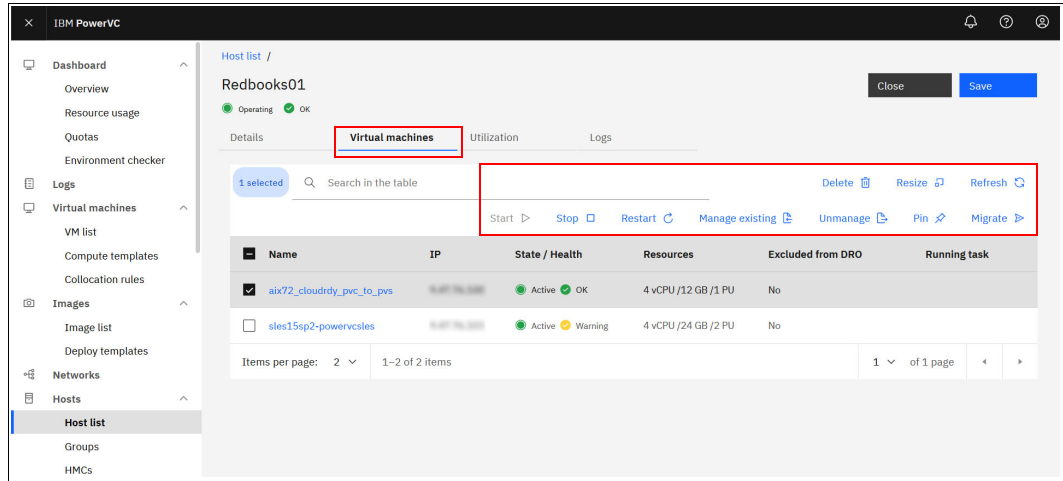 IBM PowerVC
Dashboard
Overview
Resource usage
Quotas
Environment checker
Logs
Virtual machines
VM list
Compute templates
Collocation rules
Images
Image list
Deploy templates
Networks
Hosts
Host list
Groups
HMCs
Host list /
Redbooks01
Close Save
Operating OK
Details Virtual machines Utilization Logs
1 selected Search in the table Delete Resize Refresh
Start Stop Restart Manage existing Unmanage Pin Migrate
Name IP State / Health Resources Excluded from DRO Running task
aix72_cloudrdy_pvc_to_pvs Active OK 4 vCPU /12 GB /1 PU No
sles15sp2-powervcsles Active Warning 4 vCPU /24 GB /2 PU No
Items per page: 2 1–2 of 2 items 1 of 1 page